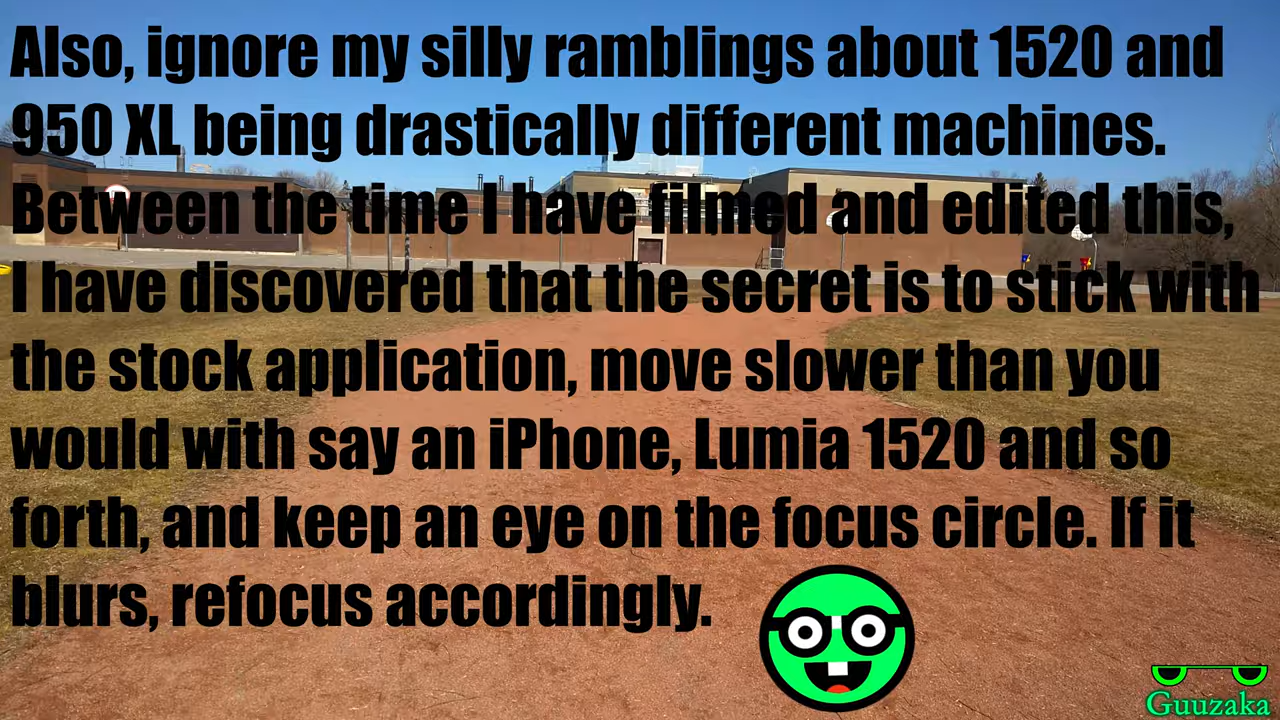 Also, ignore my silly ramblings about 1520 and
950 XL being drastically different machines.
Between the time I have filmed and edited this,
I have discovered that the secret is to stick with
the stock application, move slower than you
would with say an iPhone, Lumia 1520 and so
forth, and keep an eye on the focus circle. If it
blurs, refocus accordingly.
Guuzaka